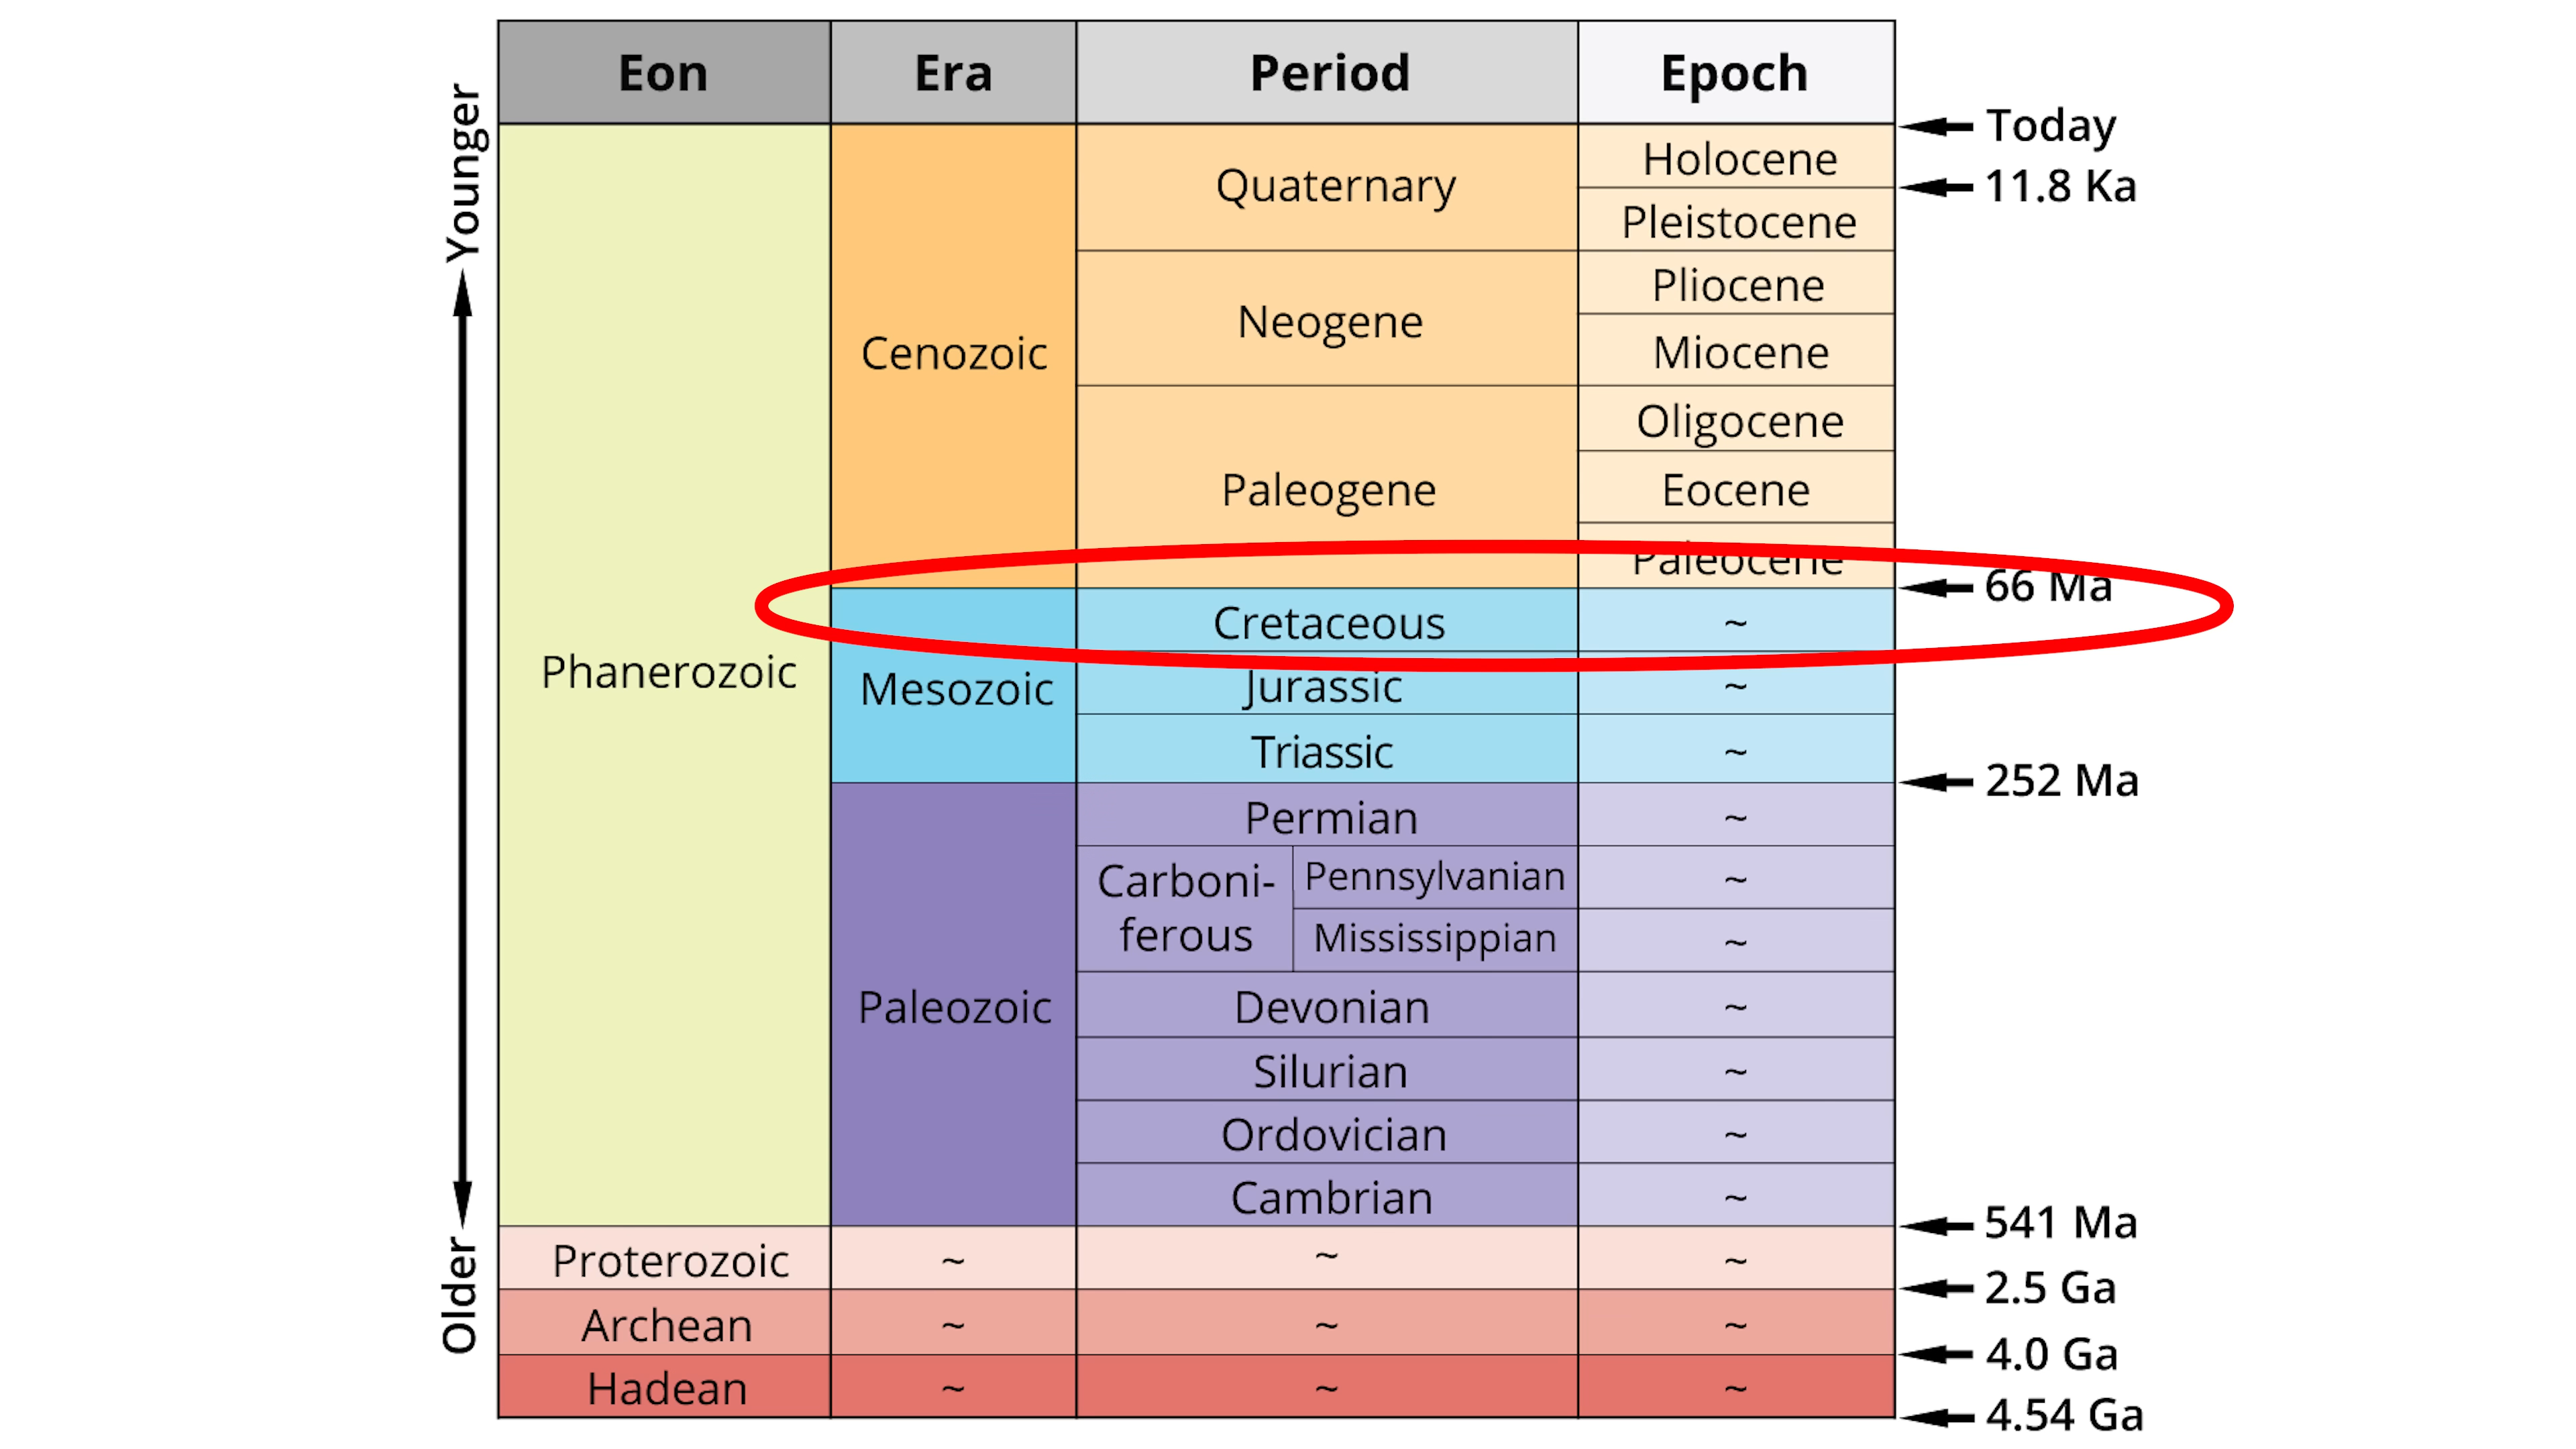 Eon Era Period Epoch
Younger
Today
Holocene
Quaternary
11.8 Ka
Pleistocene
Pliocene
Neogene
Miocene
Cenozoic
Oligocene
Paleogene
Eocene
Paleocene
66 Ma
Cretaceous ~
Phanerozoic
Mesozoic
Jurassic ~
Triassic ~
252 Ma
Permian ~
Carboni-
ferous
Pennsylvanian ~
Mississippian ~
Paleozoic
Devonian ~
Silurian ~
Ordovician ~
Cambrian ~
541 Ma
Older
Proterozoic ~ ~ ~
2.5 Ga
Archean ~ ~ ~
4.0 Ga
Hadean ~ ~ ~
4.54 Ga